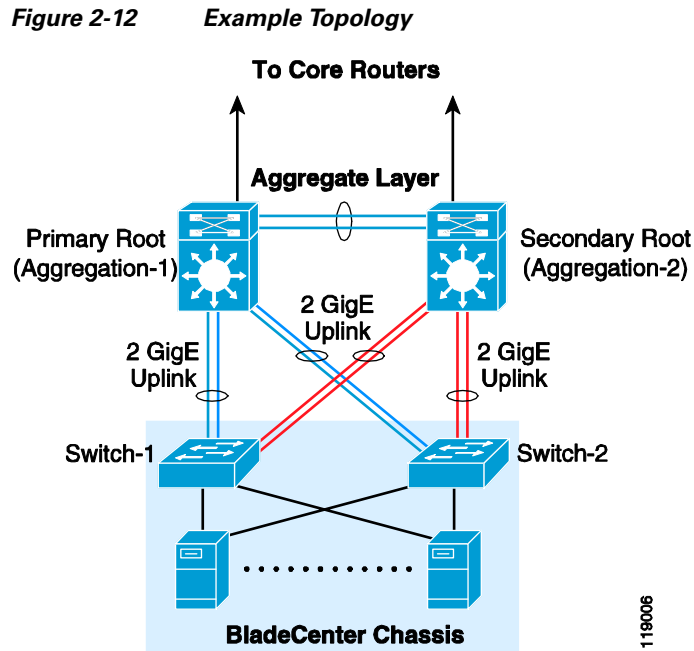 Figure 2-12 Example Topology
To Core Routers
Aggregate Layer
Primary Root
(Aggregation-1)
Secondary Root
(Aggregation-2)
2 GigE
Uplink
2 GigE
Uplink
2 GigE
Uplink
Switch-1
Switch-2
BladeCenter Chassis
119006